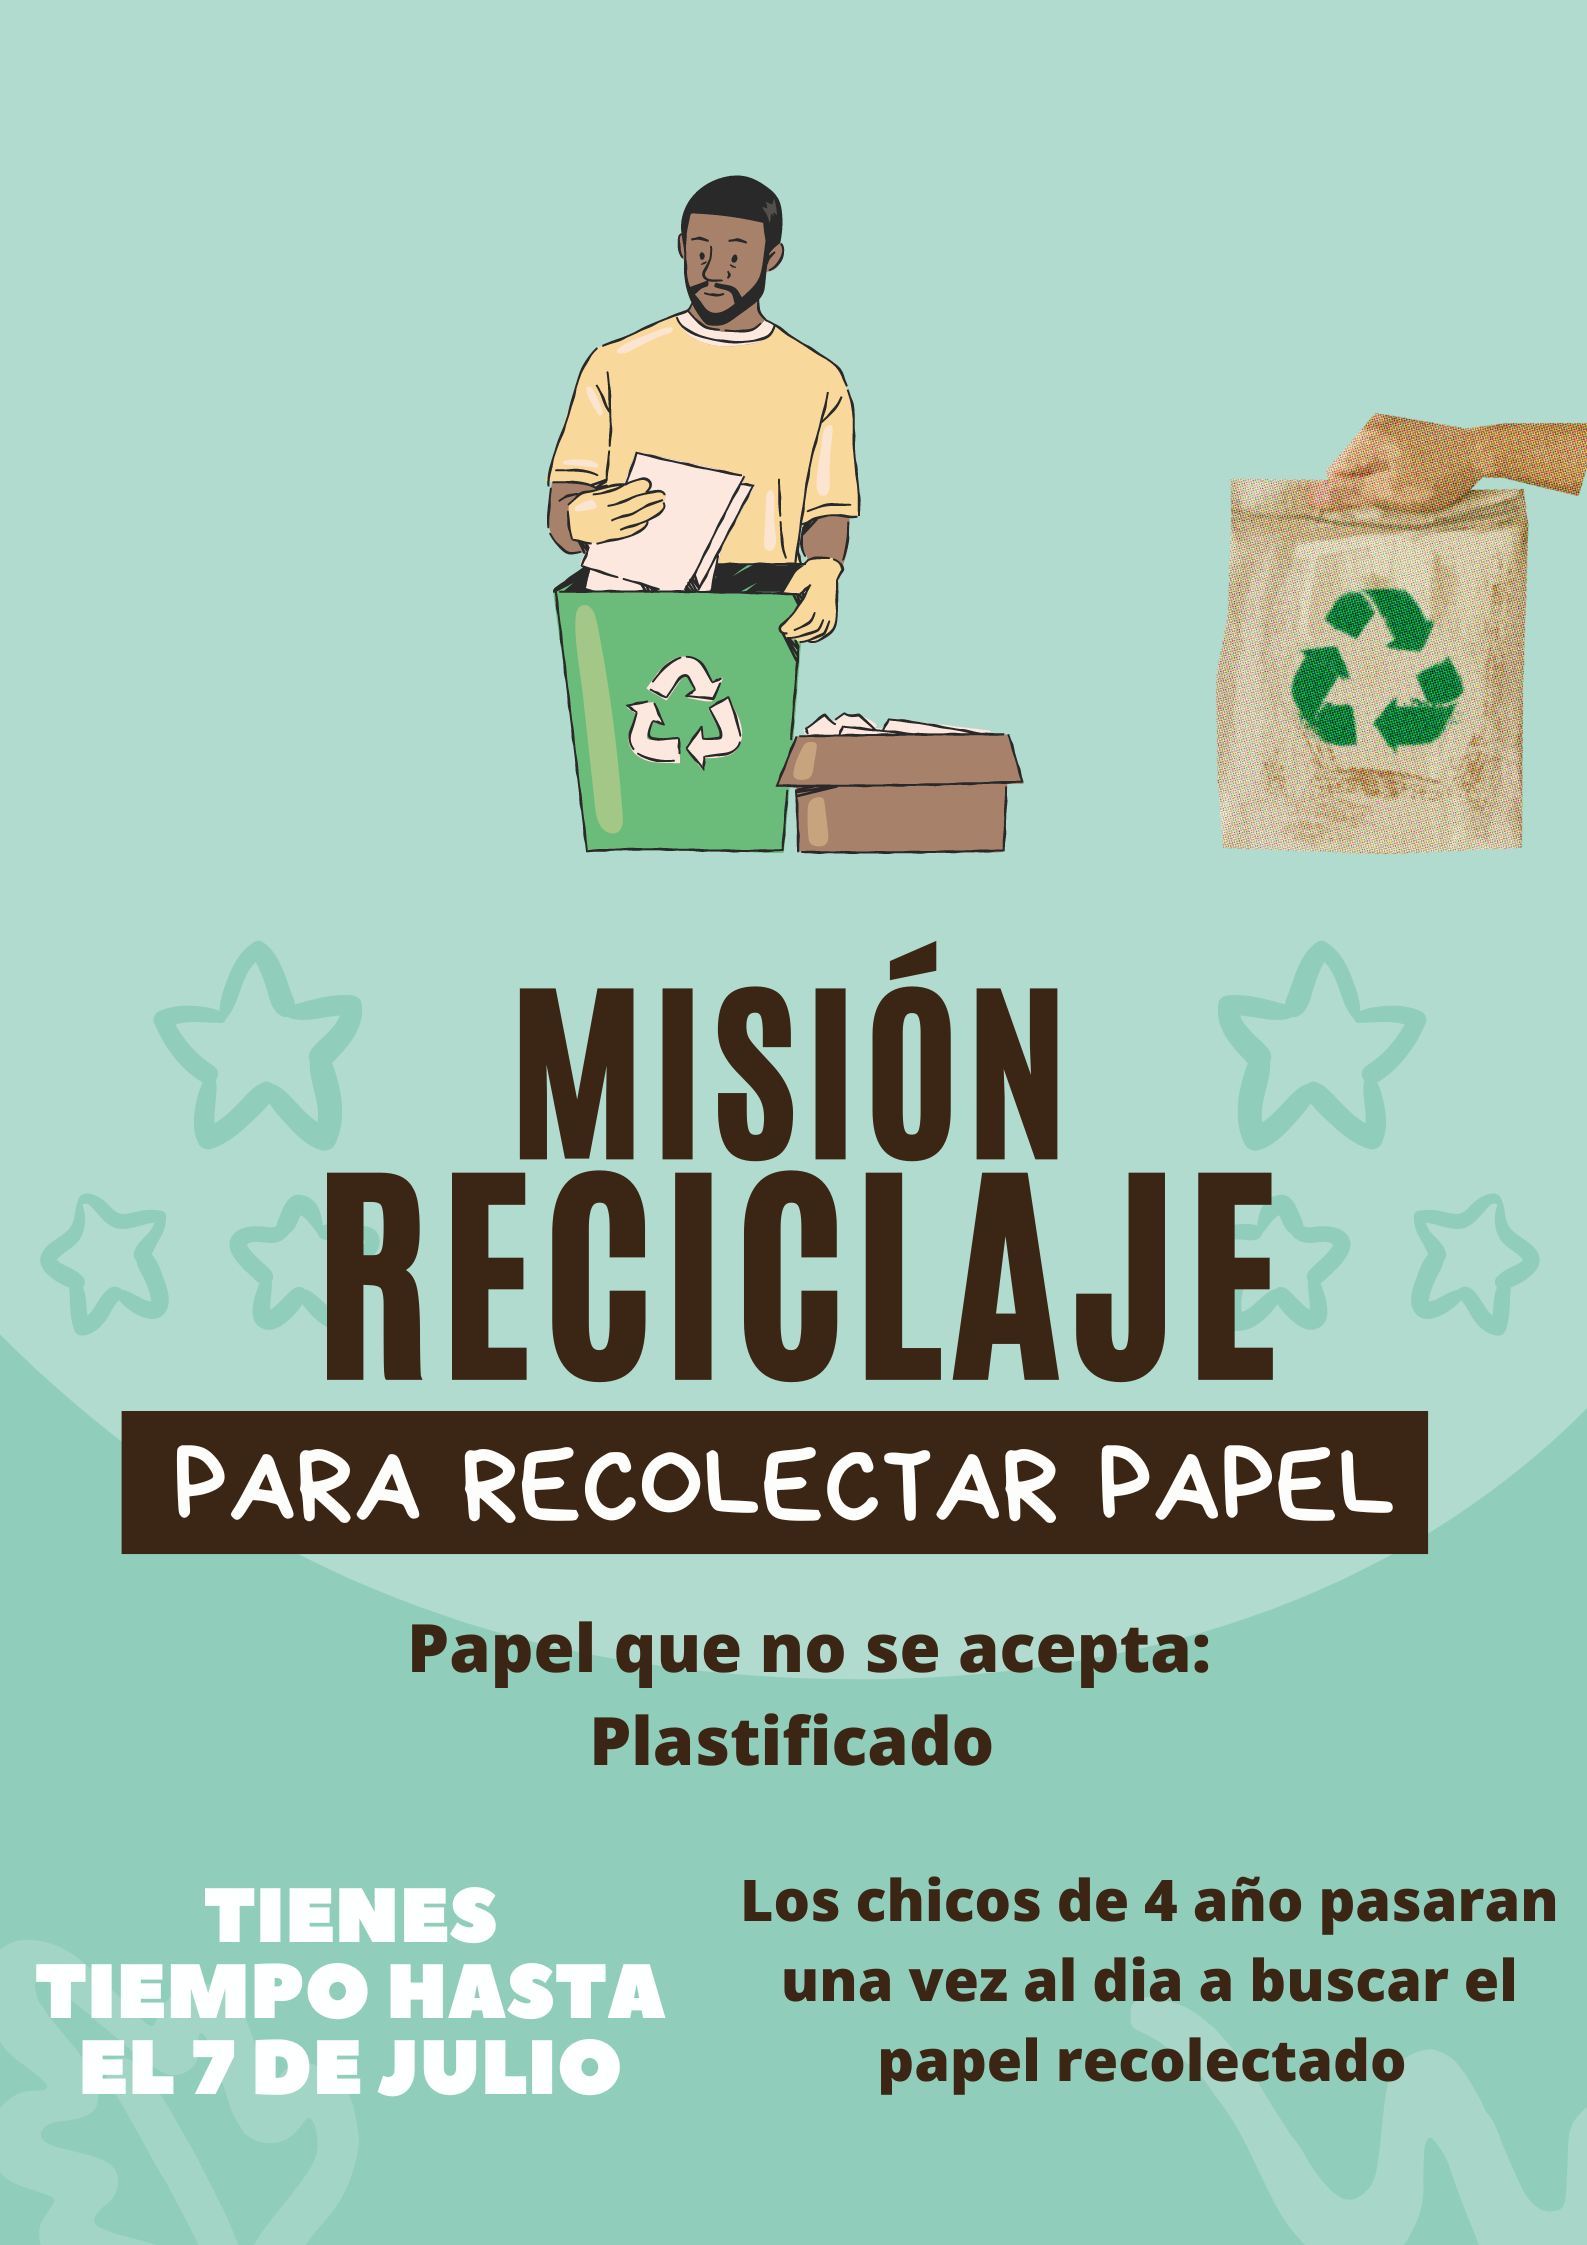 MISIÓN
RECICLAJE
PARA RECOLECTAR PAPEL
Papel que no se acepta:
Plastificado
TIENES
TIEMPO HASTA
EL 7 DE JULIO
Los chicos de 4 año pasaran
una vez al dia a buscar el
papel recolectado